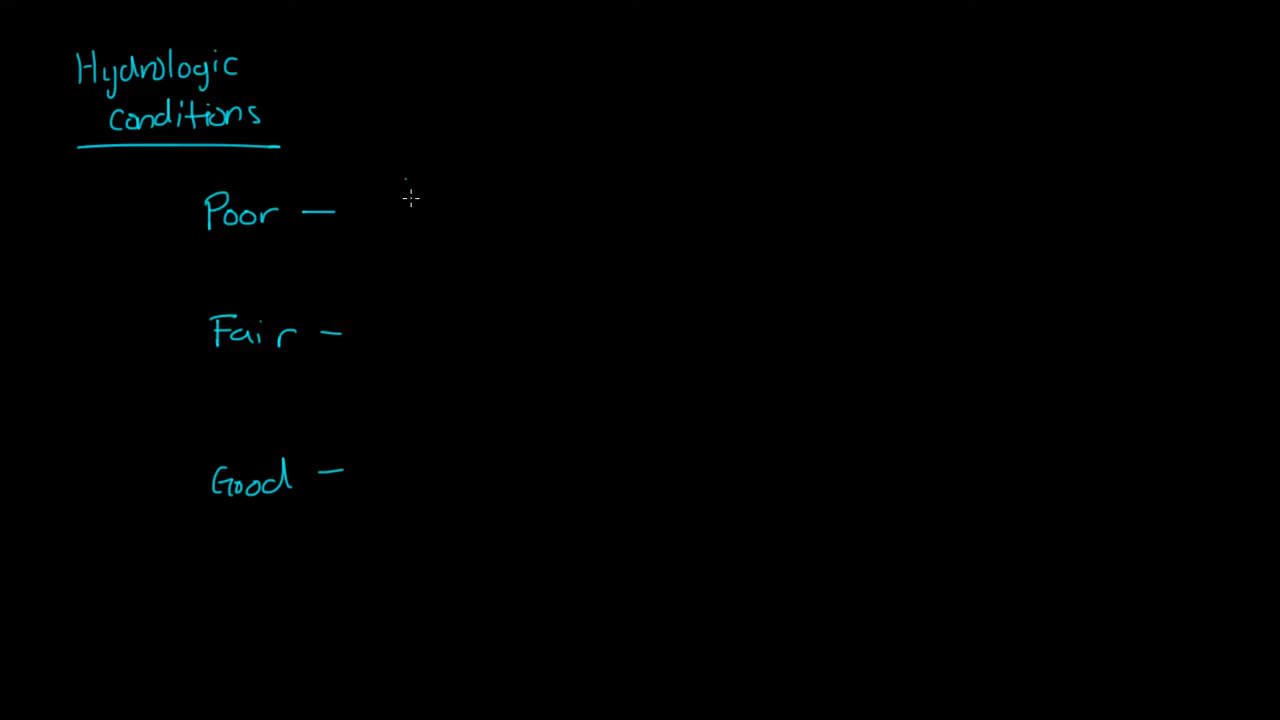 Hydrologic
conditions
Poor —
Fair –
Good –